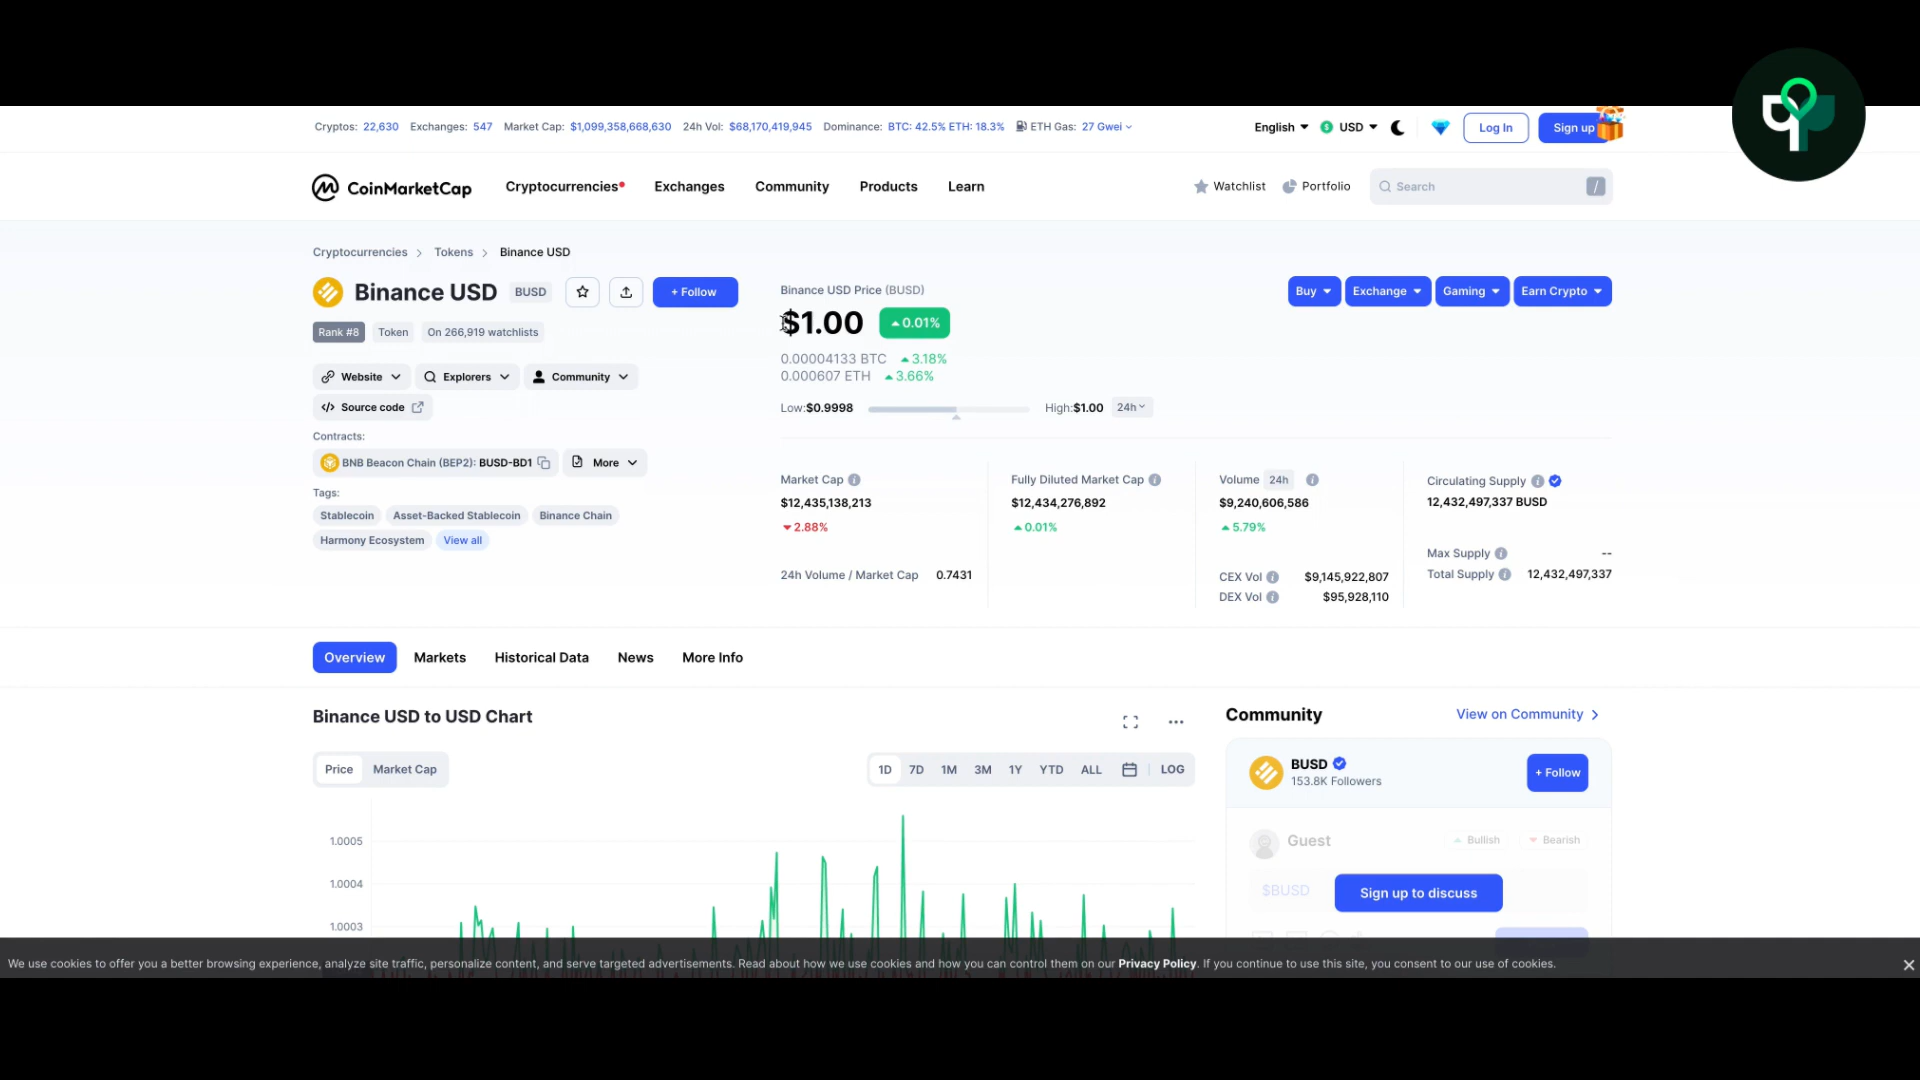 Cryptos: 22,630 Exchanges: 547 Market Cap: $1,099,358,668,630 24h Vol: $68,170,419,945 Dominance: BTC: 42.5% ETH: 18.3% ETH Gas: 27 Gwei
English USD Log In Sign up
CoinMarketCap Cryptocurrencies Exchanges Community Products Learn Watchlist Portfolio Search /
Cryptocurrencies > Tokens > Binance USD
Binance USD BUSD + Follow
Rank #8 Token On 266,919 watchlists
Website Explorers Community
Source code
Contracts:
BNB Beacon Chain (BEP2): BUSD-BD1 More
Tags:
Stablecoin Asset-Backed Stablecoin Binance Chain
Harmony Ecosystem View all
Binance USD Price (BUSD)
$1.00 0.01%
0.00004133 BTC 3.18%
0.000607 ETH 3.66%
Low:$0.9998 High:$1.00 24h
Buy Exchange Gaming Earn Crypto
Market Cap
$12,435,138,213
2.88%
24h Volume / Market Cap 0.7431
Fully Diluted Market Cap
$12,434,276,892
0.01%
Volume 24h
$9,240,606,586
5.79%
CEX Vol $9,145,922,807
DEX Vol $95,928,110
Circulating Supply
12,432,497,337 BUSD
Max Supply --
Total Supply 12,432,497,337
Overview Markets Historical Data News More Info
Binance USD to USD Chart
Price Market Cap 1D 7D 1M 3M 1Y YTD ALL LOG
1.0005
1.0004
1.0003
Community View on Community >
BUSD
153.8K Followers
+ Follow
Guest Bullish Bearish
$BUSD
Sign up to discuss
We use cookies to offer you a better browsing experience, analyze site traffic, personalize content, and serve targeted advertisements. Read about how we use cookies and how you can control them on our Privacy Policy. If you continue to use this site, you consent to our use of cookies.